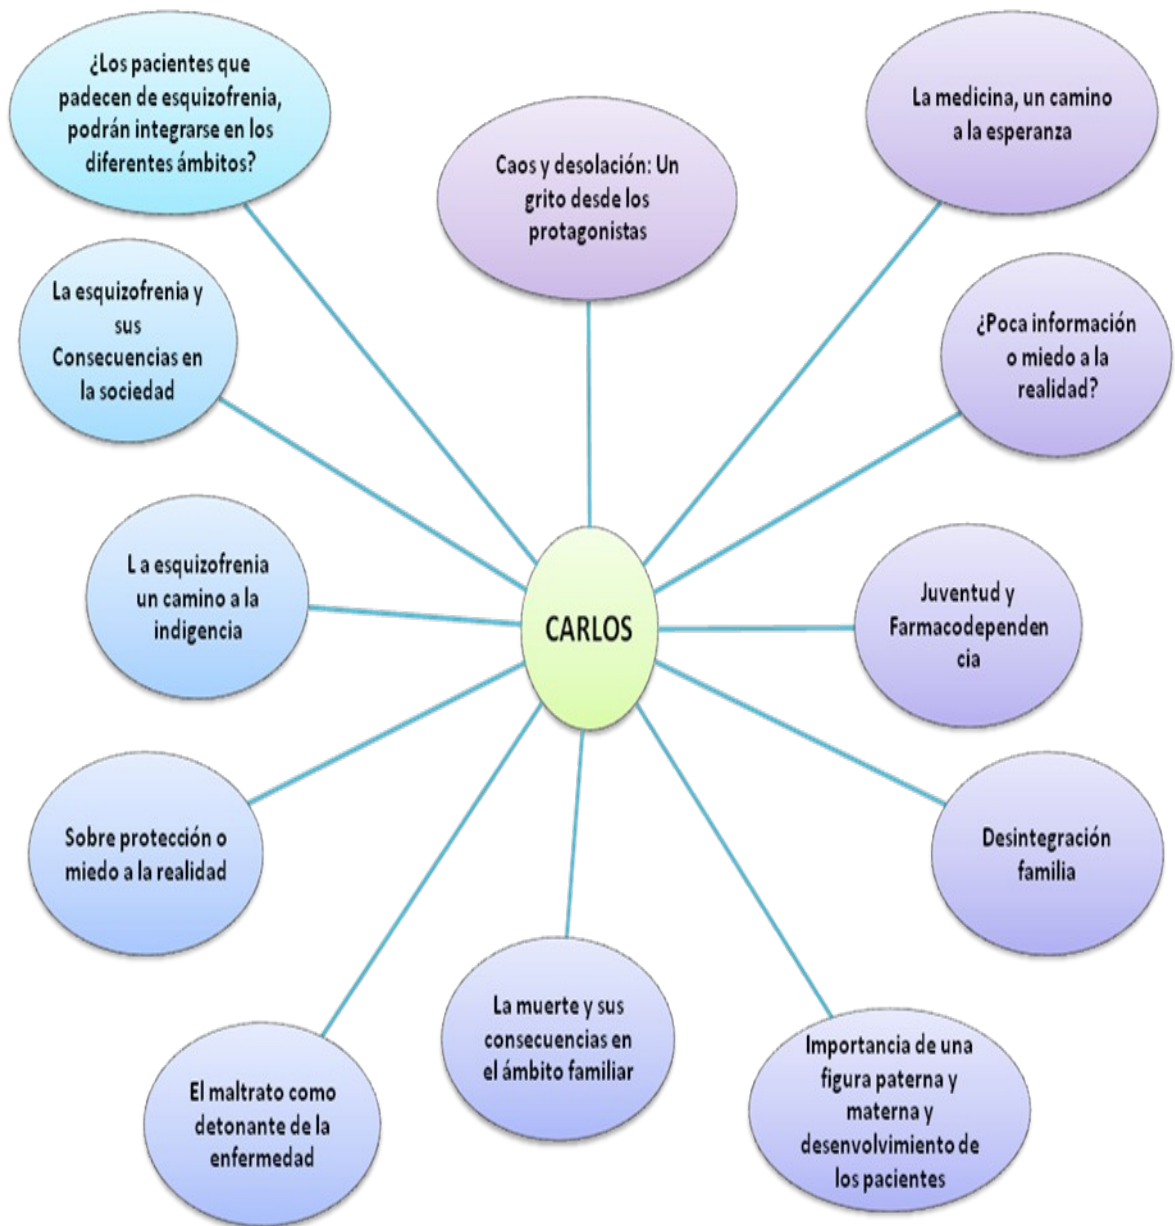 ¿Los pacientes que
padecen de esquizofrenia,
podrán integrarse en los
diferentes ámbitos?
Caos y desolación: Un
grito desde los
protagonistas
La medicina, un camino
a la esperanza
La esquizofrenia y
sus
Consecuencias en
la sociedad
¿Poca información
o miedo a la
realidad?
L a esquizofrenia
un camino a la
indigencia
CARLOS
Juventud y
Farmacodependen
cia
Sobre protección o
miedo a la realidad
Desintegración
familia
El maltrato como
detonante de la
enfermedad
La muerte y sus
consecuencias en
el ámbito familiar
Importancia de una
figura paterna y
materna y
desenvolvimiento de
los pacientes